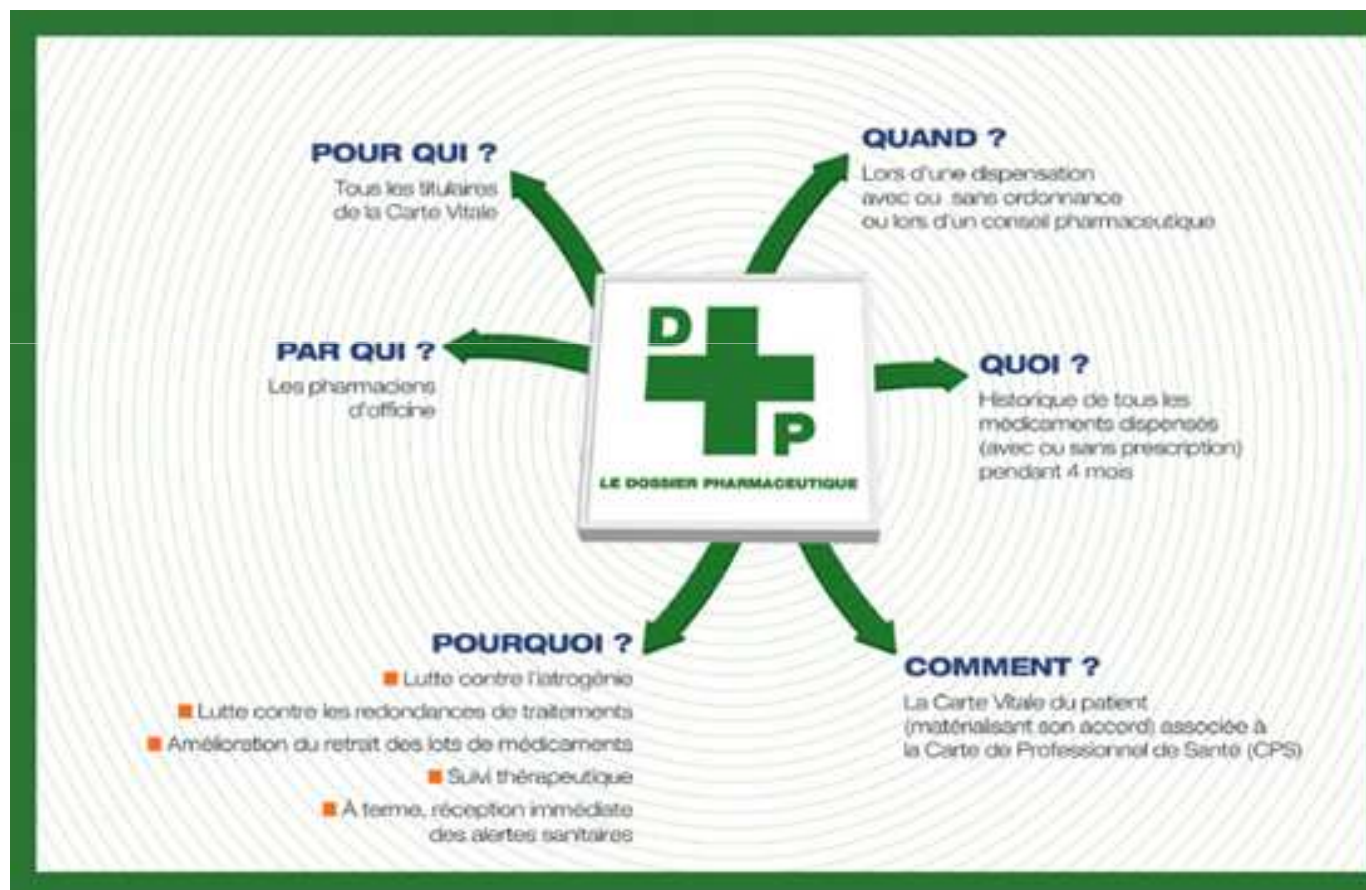 POUR QUI ?
Tous les titulaires
de la Carte Vitale
QUAND ?
Lors d'une dispensation
avec ou sans ordonnance
ou lors d'un conseil pharmaceutique
PAR QUI ?
Les pharmaciens
d'officine
D
P
LE DOSSIER PHARMACEUTIQUE
QUOI ?
Historique de tous les
médicaments dispensés
(avec ou sans prescription)
pendant 4 mois
POURQUOI ?
Lutte contre l'iatrogénie
Lutte contre les redondances de traitements
Amélioration du retrait des lots de médicaments
Suivi thérapeutique
À terme, réception immédiate
des alertes sanitaires
COMMENT ?
La Carte Vitale du patient
(matérialisant son accord) associée à
la Carte de Professionnel de Santé (CPS)